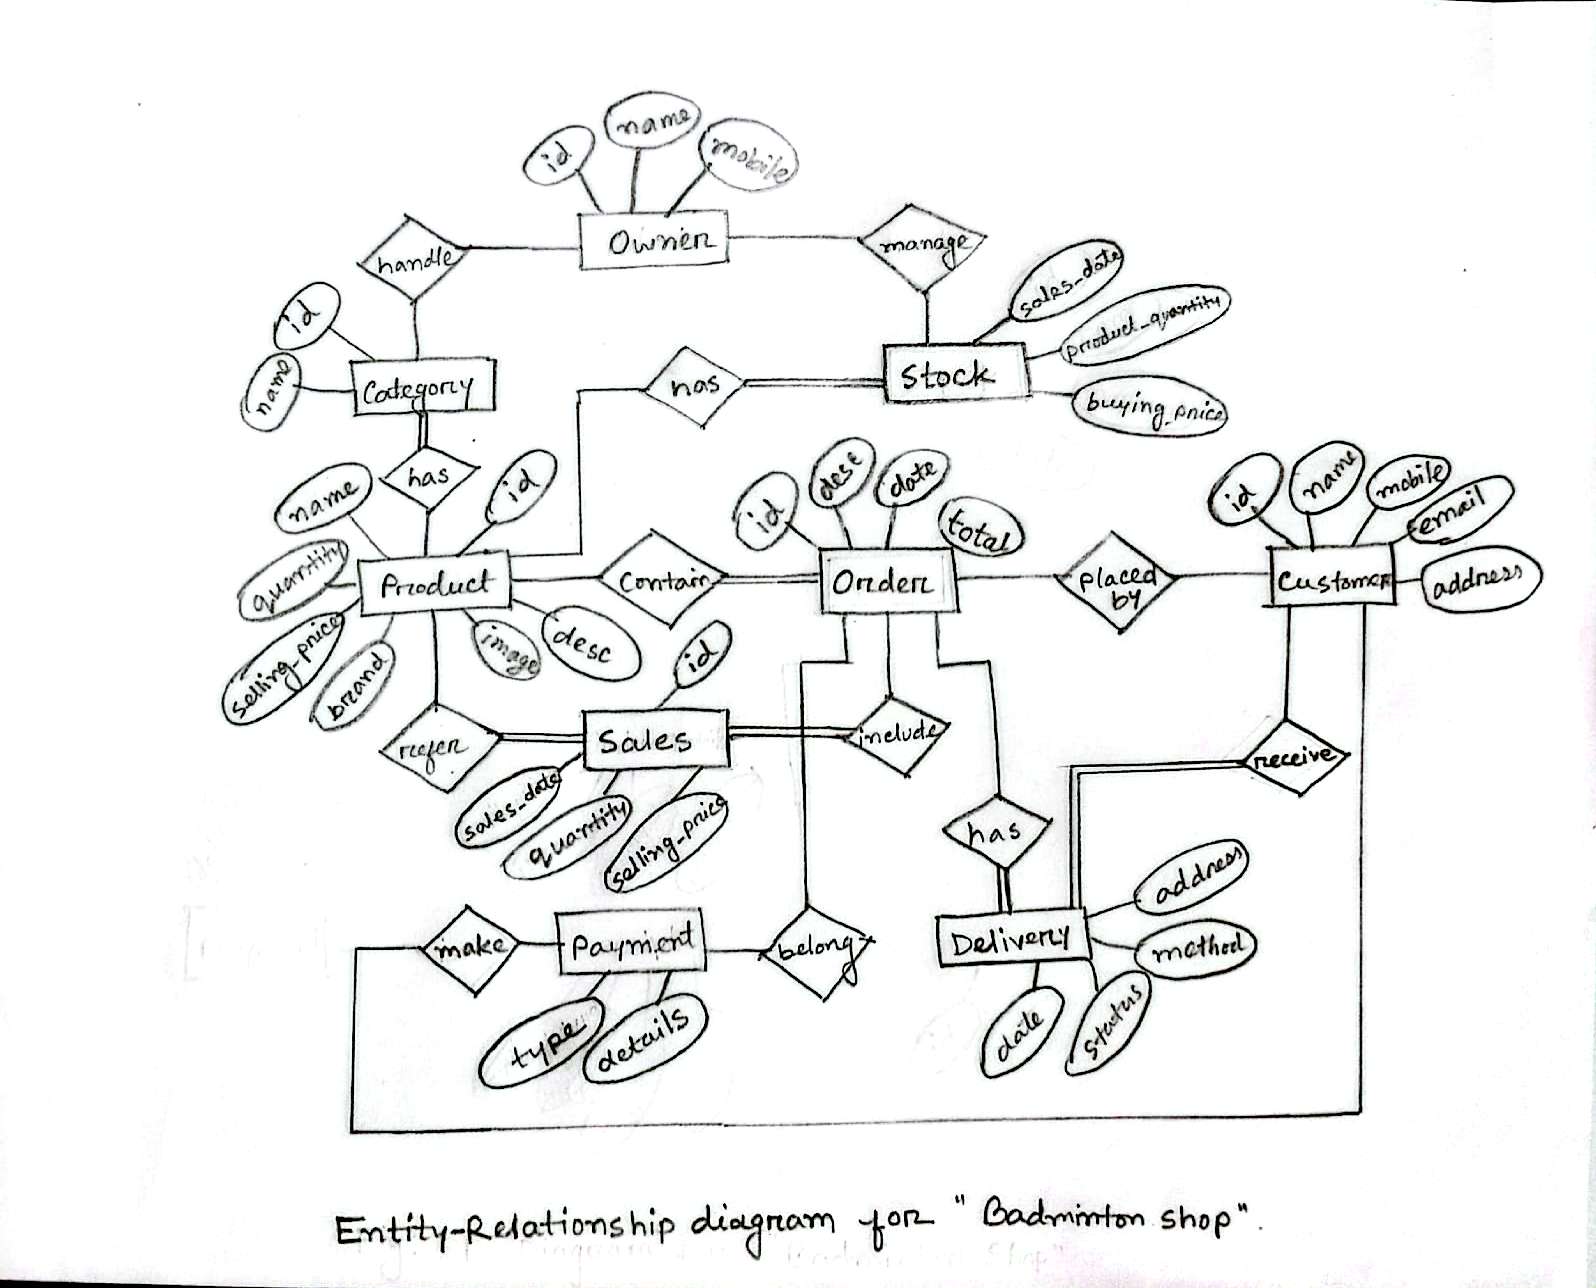 name
id
mobile
Owner
handle
manage
sales_date
id
product_quantity
name
Category
has
Stock
buying_price
has
name
id
id
desc
date
total
id
name
mobile
email
quantity
Product
Contain
Order
placed
by
Customer
address
selling_price
brand
image
desc
id
refer
Sales
include
receive
sales_date
quantity
selling_price
has
address
make
Payment
belong
Delivery
method
type
details
date
status
Entity-Relationship diagram for "Badminton shop".